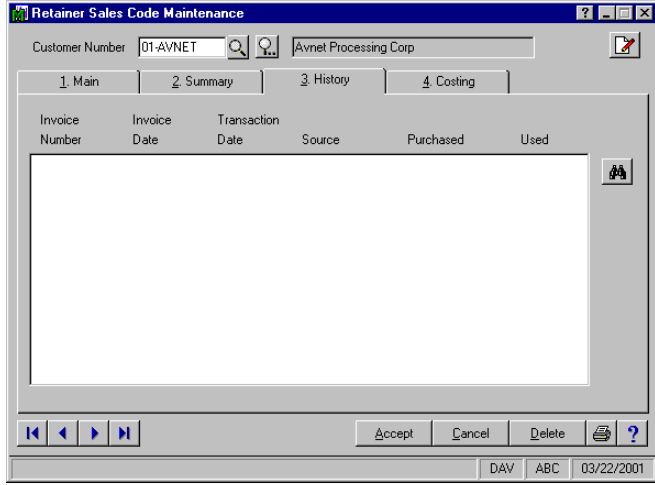 Retainer Sales Code Maintenance
Customer Number 01-AVNET Avnet Processing Corp
1. Main 2. Summary 3. History 4. Costing
Invoice Invoice Transaction
Number Date Date Source Purchased Used
Accept Cancel Delete
DAV ABC 03/22/2001